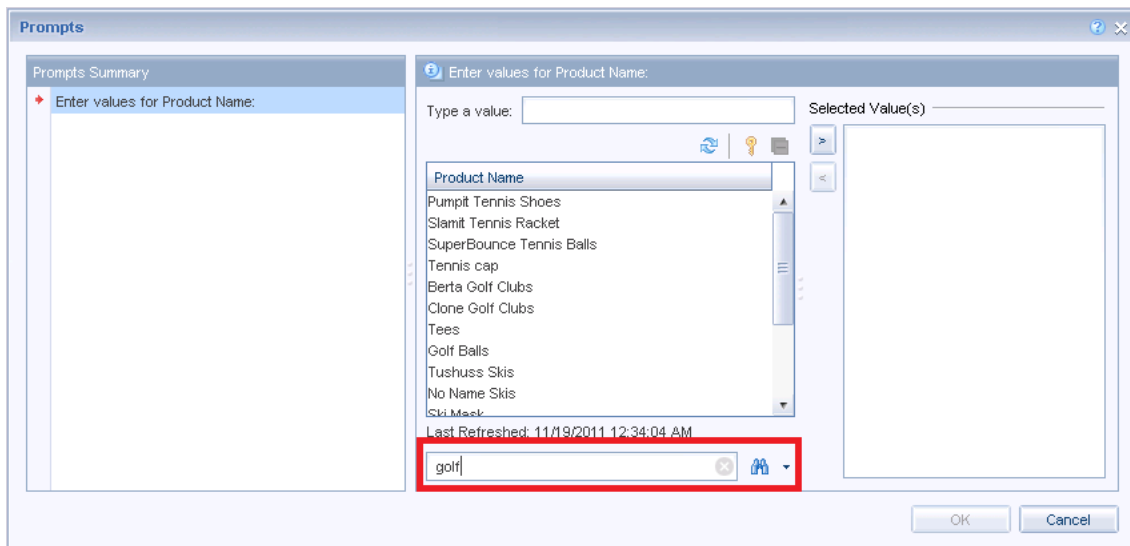 Prompts
Prompts Summary
Enter values for Product Name:
Enter values for Product Name:
Type a value:
Selected Value(s)
Product Name
Pumpit Tennis Shoes
Slamit Tennis Racket
SuperBounce Tennis Balls
Tennis cap
Berta Golf Clubs
Clone Golf Clubs
Tees
Golf Balls
Tushuss Skis
No Name Skis
Ski Mask
Last Refreshed: 11/19/2011 12:34:04 AM
golf
OK
Cancel